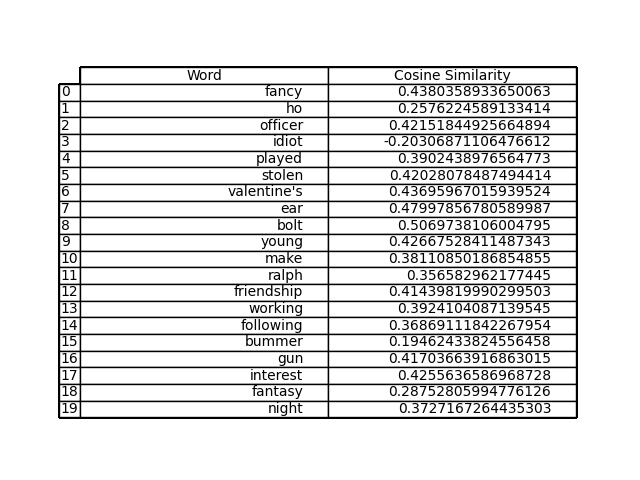 Word Cosine Similarity
0 fancy 0.4380358933650063
1 ho 0.2576224589133414
2 officer 0.42151844925664894
3 idiot -0.20306871106476612
4 played 0.3902438976564773
5 stolen 0.42028078487494414
6 valentine's 0.43695967015939524
7 ear 0.47997856780589987
8 bolt 0.5069738106004795
9 young 0.42667528411487343
10 make 0.38110850186854855
11 ralph 0.356582962177445
12 friendship 0.41439819990299503
13 working 0.3924104087139545
14 following 0.36869111842267954
15 bummer 0.19462433824556458
16 gun 0.41703663916863015
17 interest 0.4255636586968728
18 fantasy 0.28752805994776126
19 night 0.3727167264435303